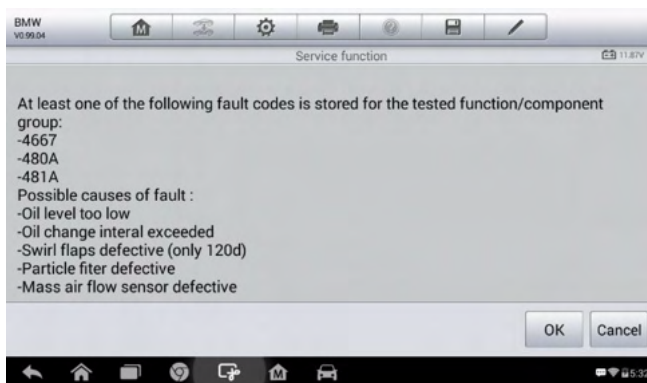 BMW
V0.99.04
M
Service function
11.87V
At least one of the following fault codes is stored for the tested function/component
group:
-4667
-480A
-481A
Possible causes of fault :
-Oil level too low
-Oil change interal exceeded
-Swirl flaps defective (only 120d)
-Particle fiter defective
-Mass air flow sensor defective
OK
Cancel
M
5:32